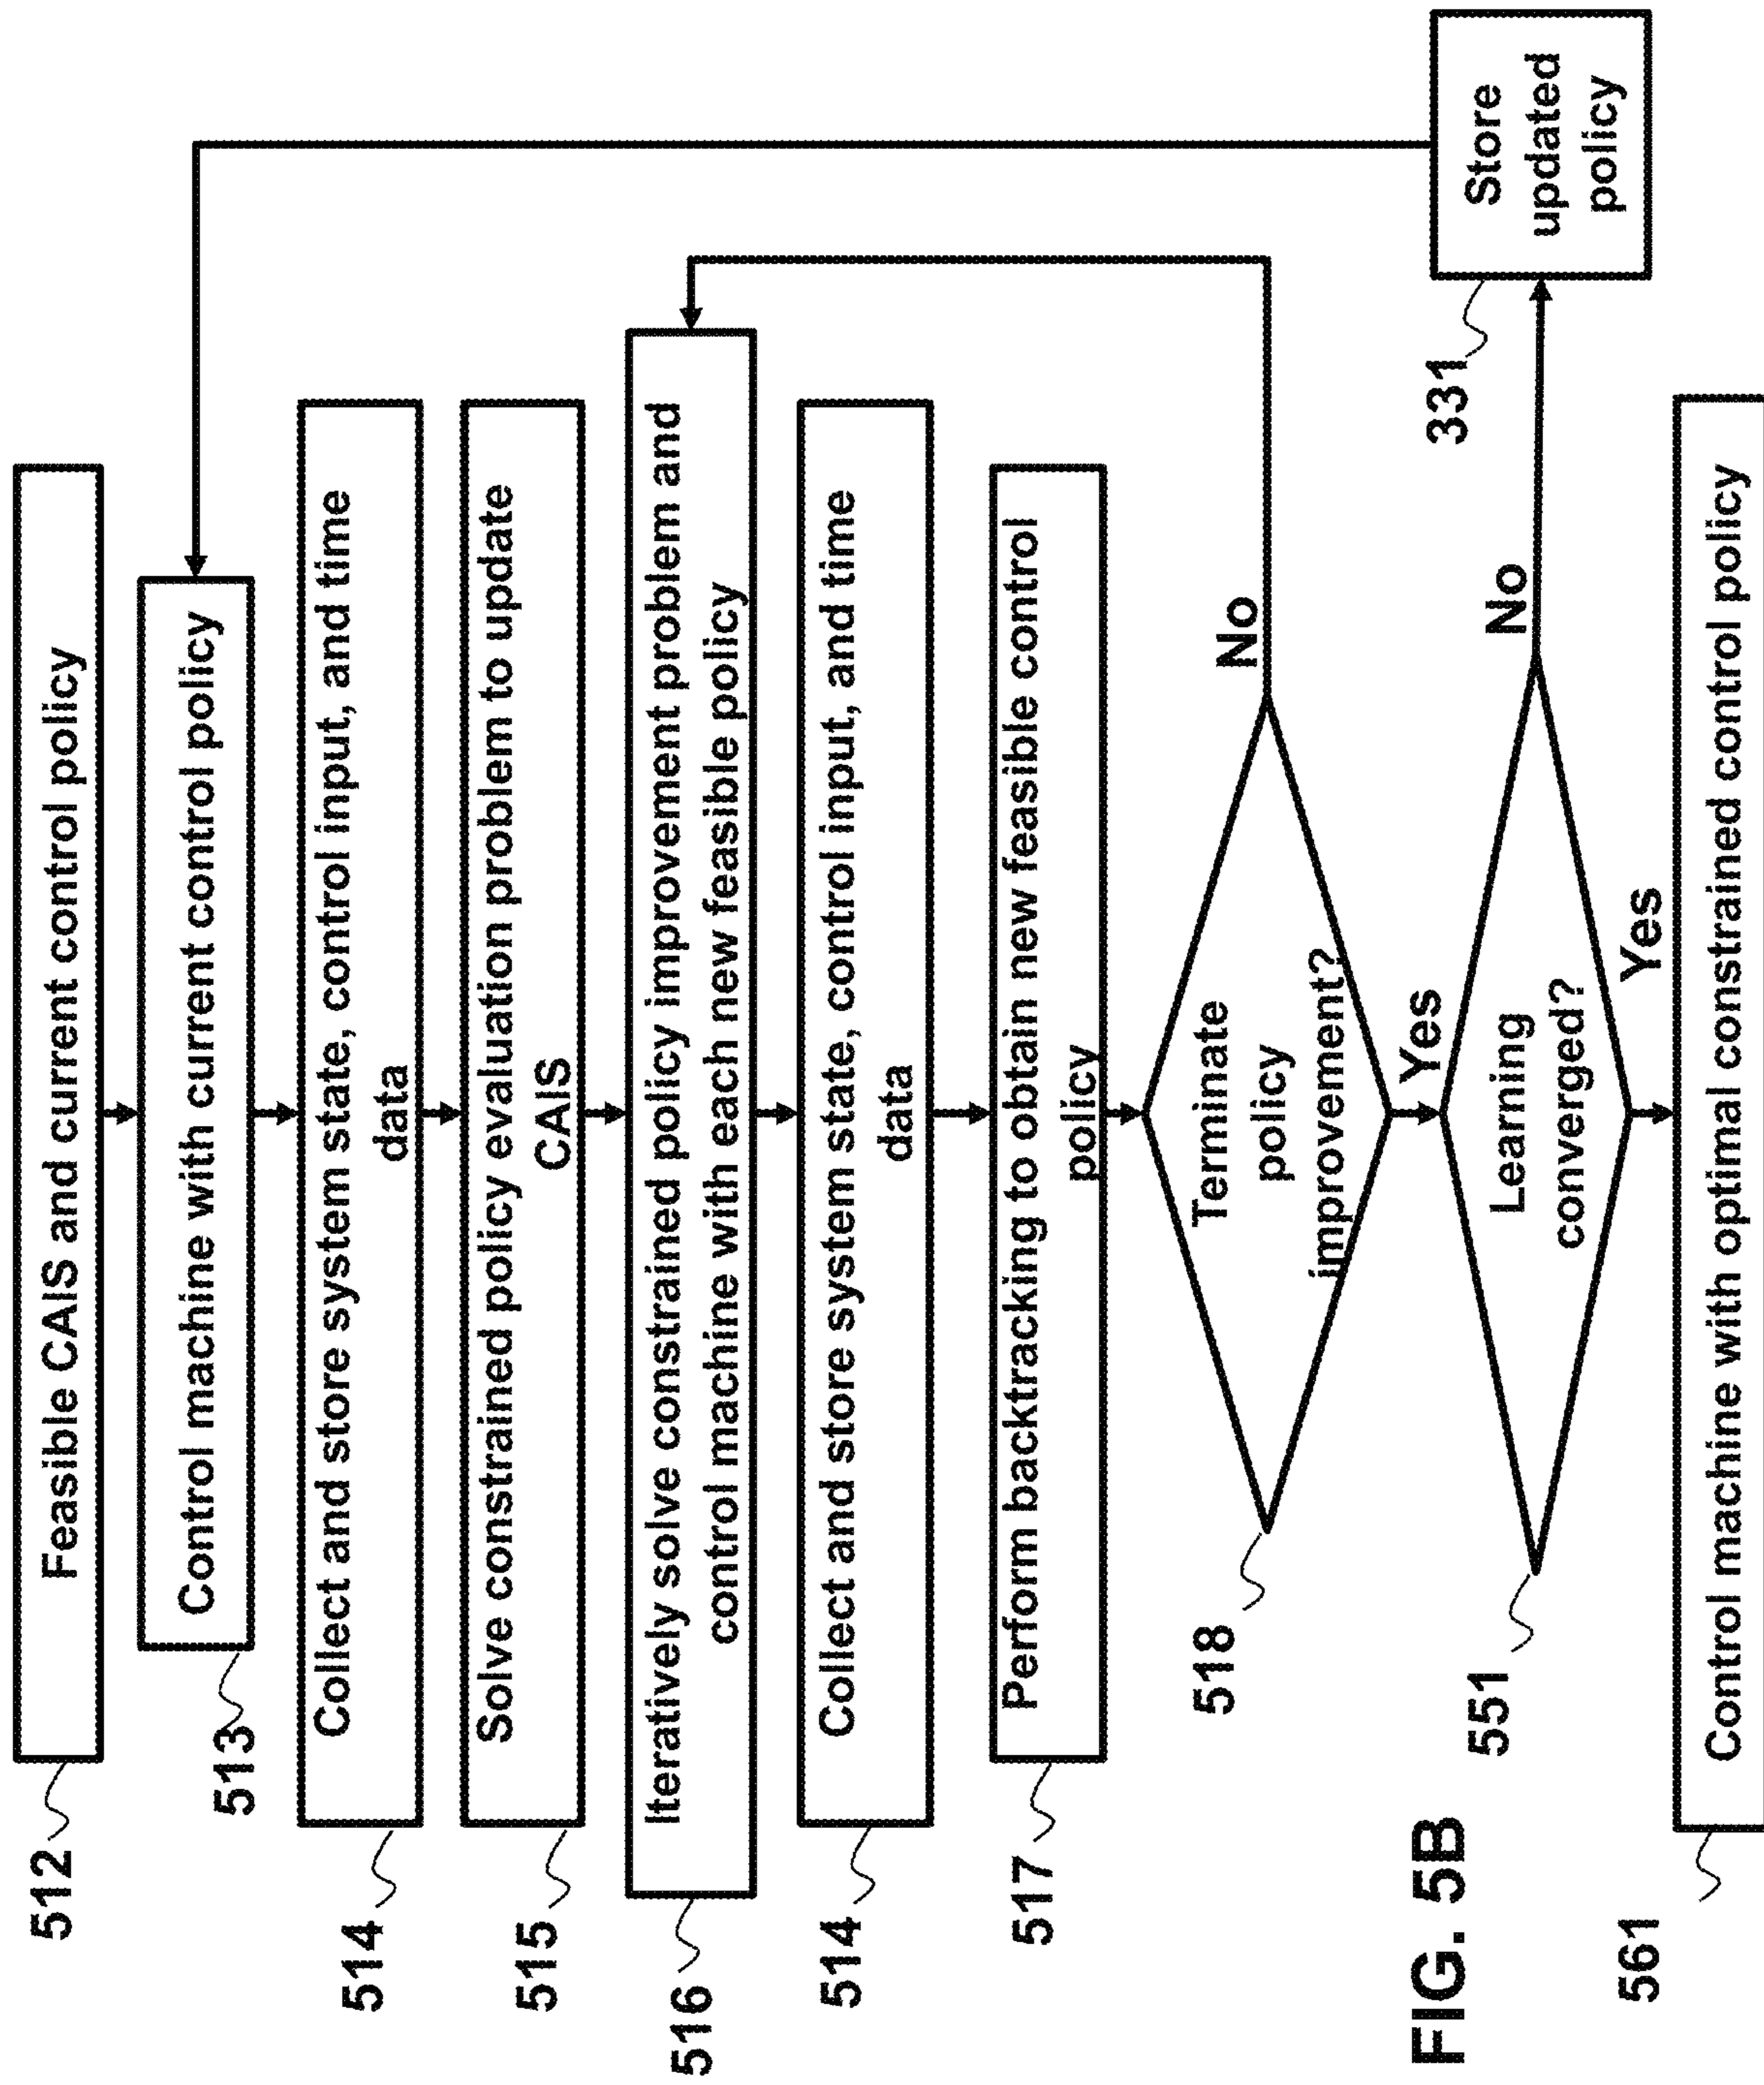 512
Feasible CAIS and current control policy
513
Control machine with current control policy
514
Collect and store system state, control input, and time
data
515
Solve constrained policy evaluation problem to update
CAIS
516
Iteratively solve constrained policy improvement problem and
control machine with each new feasible policy
514
Collect and store system state, control input, and time
data
517
Perform backtracking to obtain new feasible control
policy
518
Terminate
policy
improvement?
No
Yes
551
Learning
converged?
No
331
Store
updated
policy
Yes
561
Control machine with optimal constrained control policy
FIG. 5B